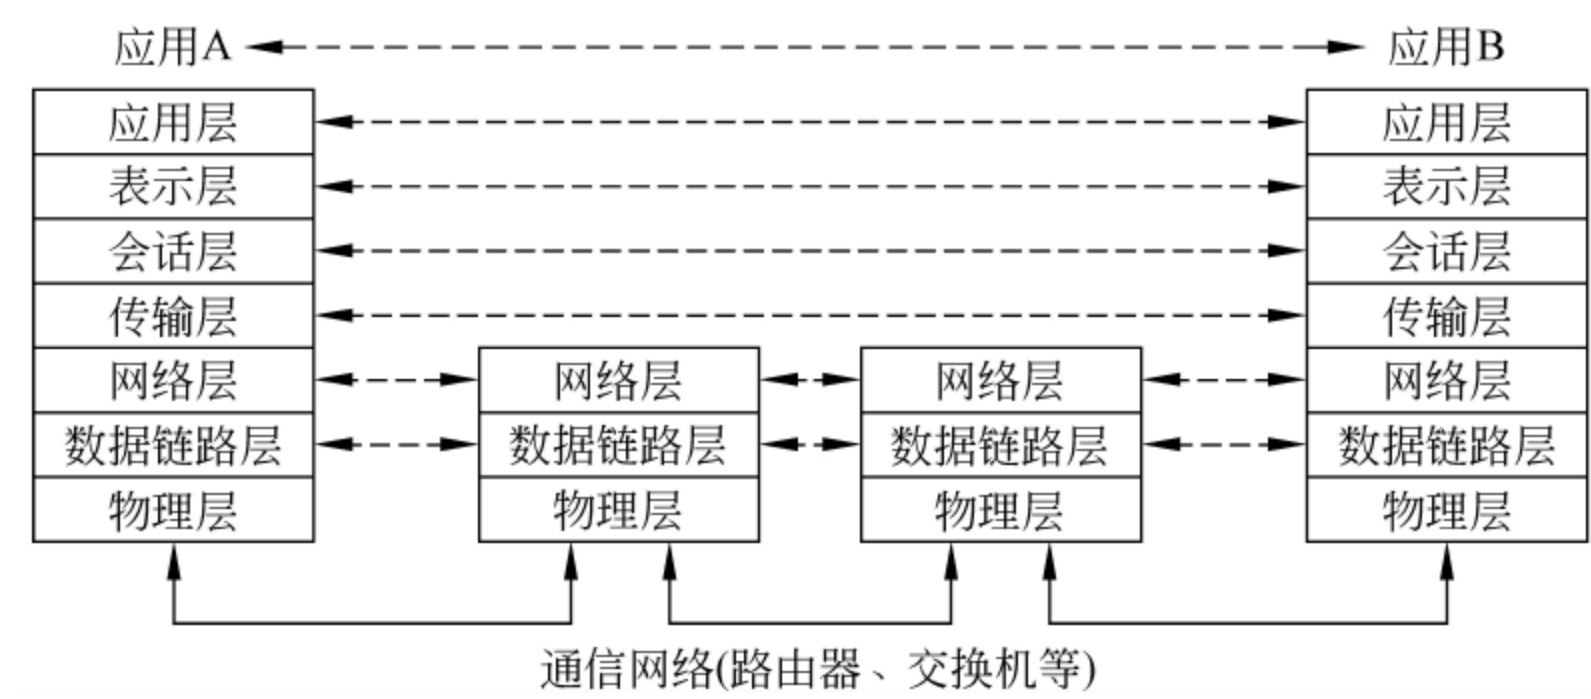 应用A 应用B
应用层 应用层
表示层 表示层
会话层 会话层
传输层 传输层
网络层 网络层 网络层 网络层
数据链路层 数据链路层 数据链路层 数据链路层
物理层 物理层 物理层 物理层
通信网络(路由器、交换机等)